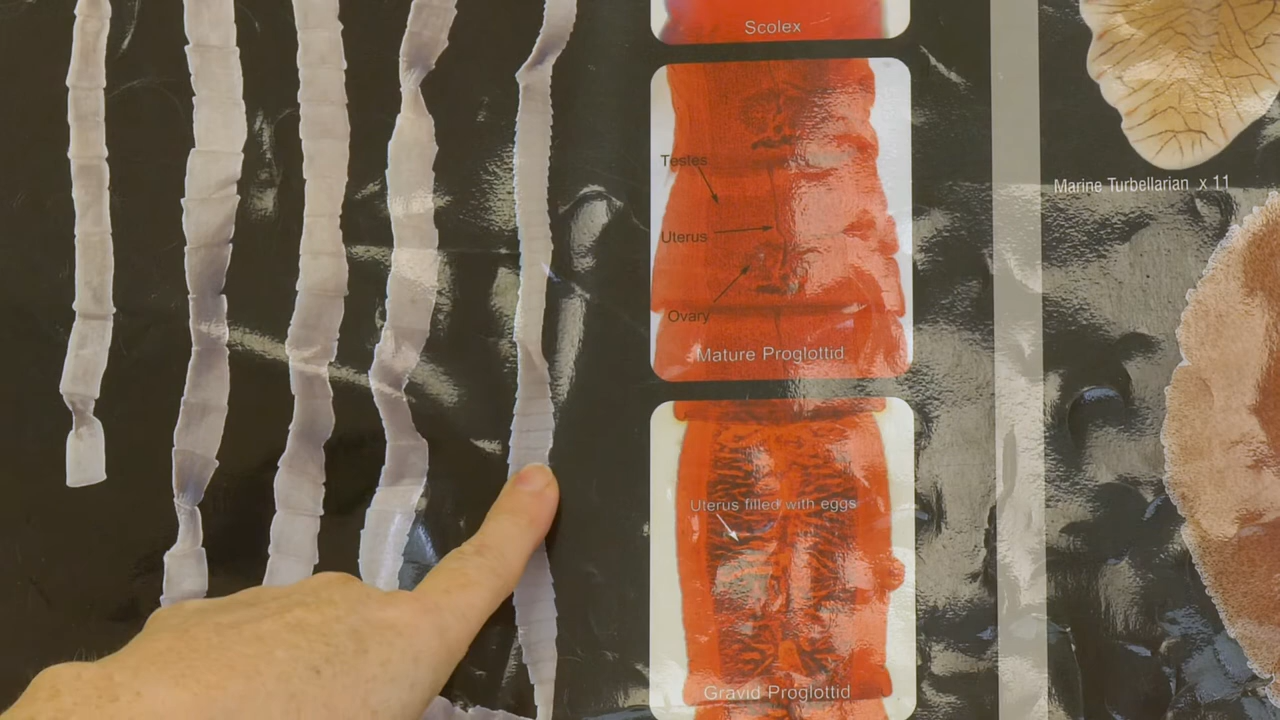 Scolex
Testes
Uterus
Ovary
Mature Proglottid
Uterus filled with eggs
Gravid Proglottid
Marine Turbellarian x 11